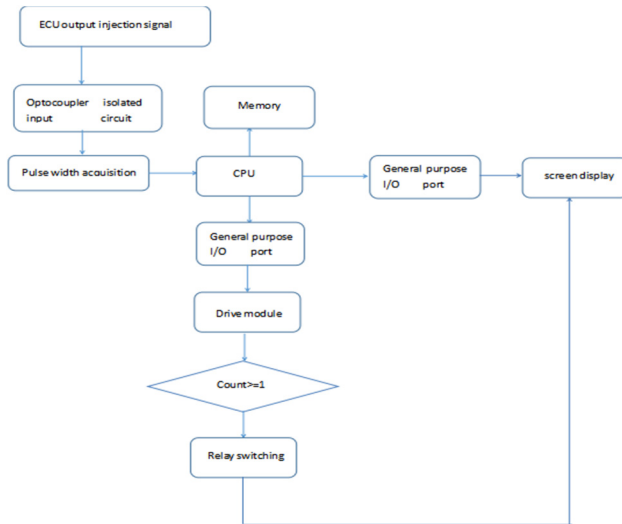 ECU output injection signal
Optocoupler isolated
input circuit
Memory
Pulse width acquisition
CPU
General purpose
I/O port
screen display
General purpose
I/O port
Drive module
Count>=1
Relay switching